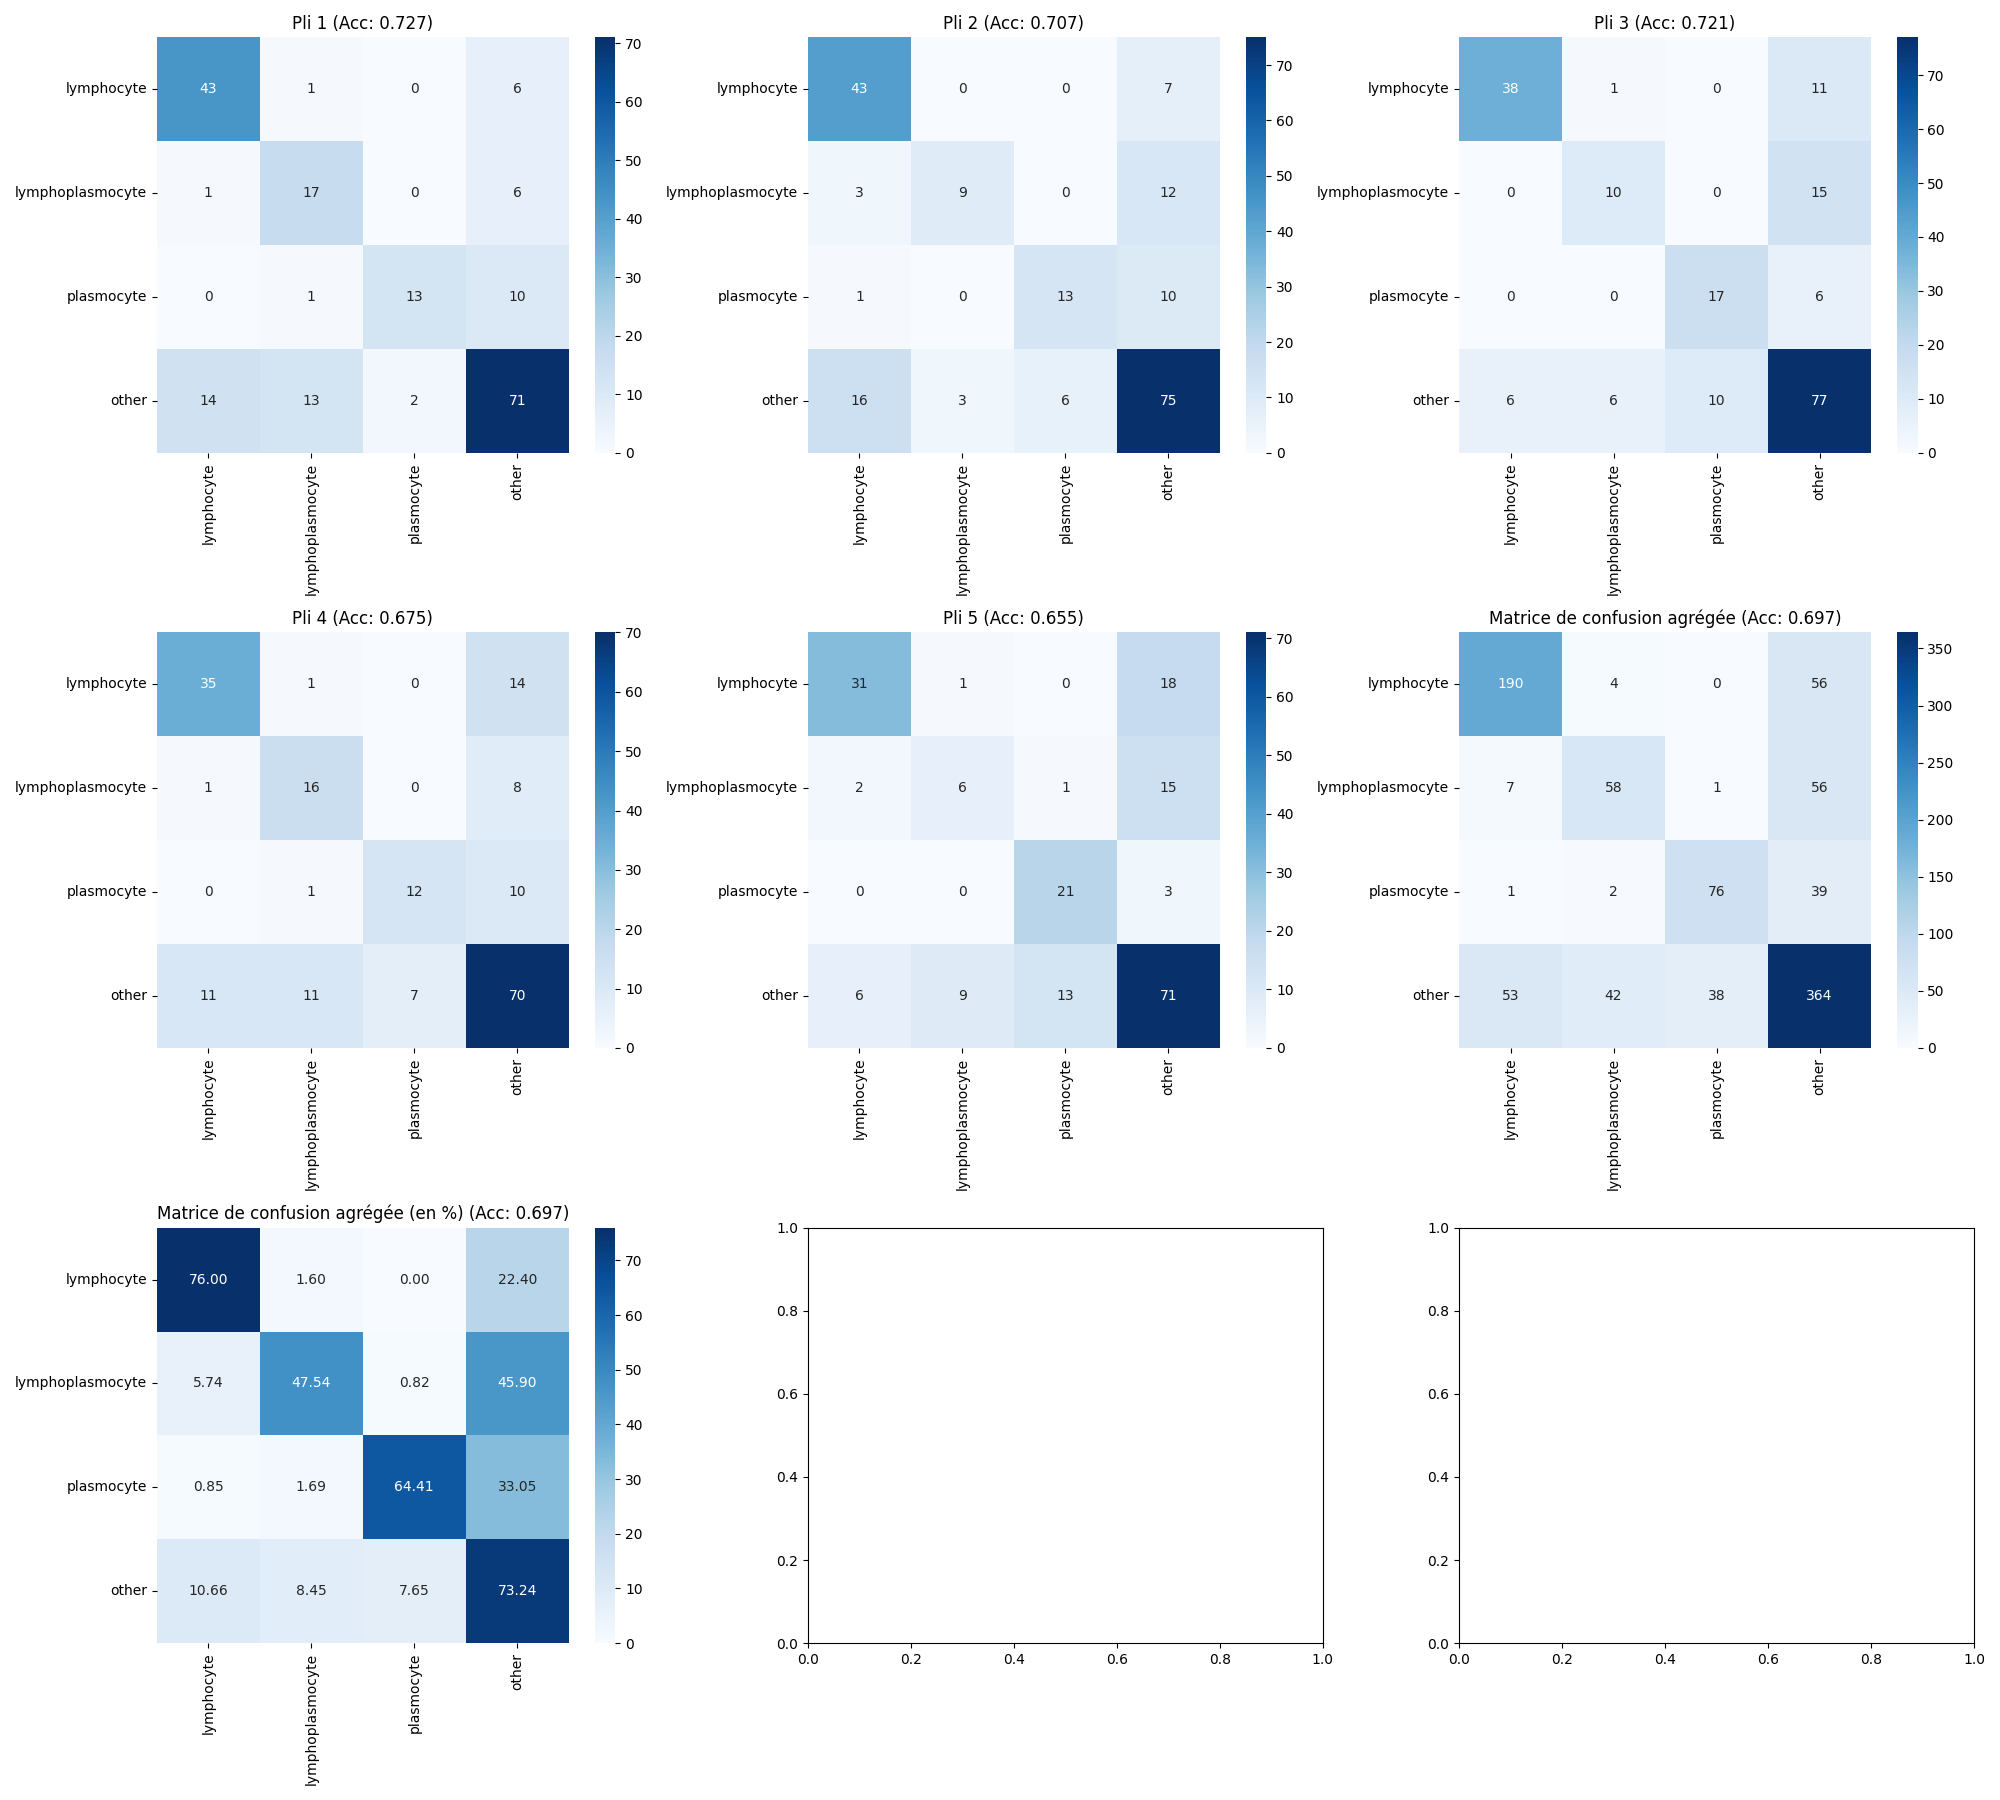 Pli 1 (Acc: 0.727)
lymphocyte 43 1 0 6
lymphoplasmocyte 1 17 0 6
plasmocyte 0 1 13 10
other 14 13 2 71
lymphocyte lymphoplasmocyte plasmocyte other
70
60
50
40
30
20
10
0
Pli 2 (Acc: 0.707)
lymphocyte 43 0 0 7
lymphoplasmocyte 3 9 0 12
plasmocyte 1 0 13 10
other 16 3 6 75
lymphocyte lymphoplasmocyte plasmocyte other
70
60
50
40
30
20
10
0
Pli 3 (Acc: 0.721)
lymphocyte 38 1 0 11
lymphoplasmocyte 0 10 0 15
plasmocyte 0 0 17 6
other 6 6 10 77
lymphocyte lymphoplasmocyte plasmocyte other
70
60
50
40
30
20
10
0
Pli 4 (Acc: 0.675)
lymphocyte 35 1 0 14
lymphoplasmocyte 1 16 0 8
plasmocyte 0 1 12 10
other 11 11 7 70
lymphocyte lymphoplasmocyte plasmocyte other
70
60
50
40
30
20
10
0
Pli 5 (Acc: 0.655)
lymphocyte 31 1 0 18
lymphoplasmocyte 2 6 1 15
plasmocyte 0 0 21 3
other 6 9 13 71
lymphocyte lymphoplasmocyte plasmocyte other
70
60
50
40
30
20
10
0
Matrice de confusion agrégée (Acc: 0.697)
lymphocyte 190 4 0 56
lymphoplasmocyte 7 58 1 56
plasmocyte 1 2 76 39
other 53 42 38 364
lymphocyte lymphoplasmocyte plasmocyte other
350
300
250
200
150
100
50
0
Matrice de confusion agrégée (en %) (Acc: 0.697)
lymphocyte 76.00 1.60 0.00 22.40
lymphoplasmocyte 5.74 47.54 0.82 45.90
plasmocyte 0.85 1.69 64.41 33.05
other 10.66 8.45 7.65 73.24
lymphocyte lymphoplasmocyte plasmocyte other
70
60
50
40
30
20
10
0
1.0
0.8
0.6
0.4
0.2
0.0
0.0 0.2 0.4 0.6 0.8 1.0
1.0
0.8
0.6
0.4
0.2
0.0
0.0 0.2 0.4 0.6 0.8 1.0